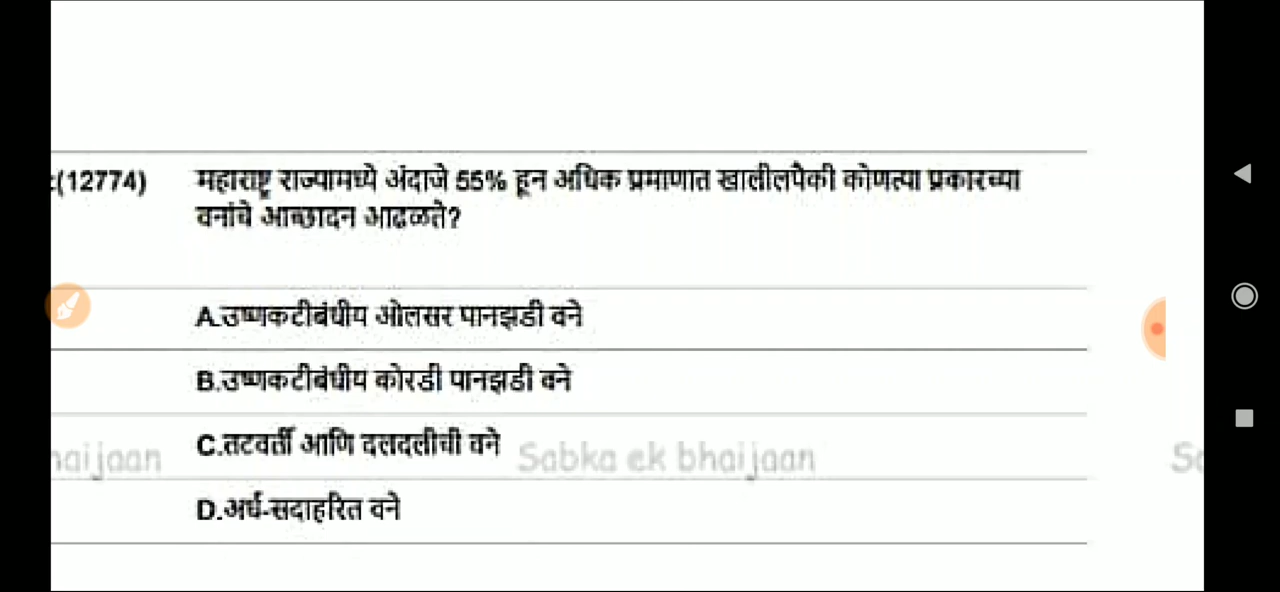 :(12774) महाराष्ट्र राज्यामध्ये अंदाजे 55% हून अधिक प्रमाणात खालीलपैकी कोणत्या प्रकारच्या
वनांचे आच्छादन आढळते?
A.उष्णकटीबंधीय ओलसर पानझडी वने
B.उष्णकटीबंधीय कोरडी पानझडी वने
C.तटवर्ती आणि दलदलीची वने
haijaan Sabka ek bhaijaan Sa
D.अर्ध-सदाहरित वने